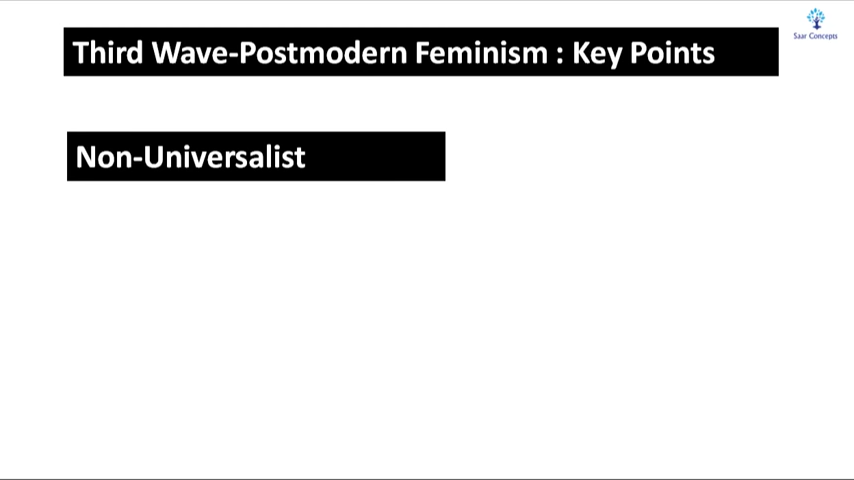 Third Wave-Postmodern Feminism : Key Points
Saar Concepts
Non-Universalist